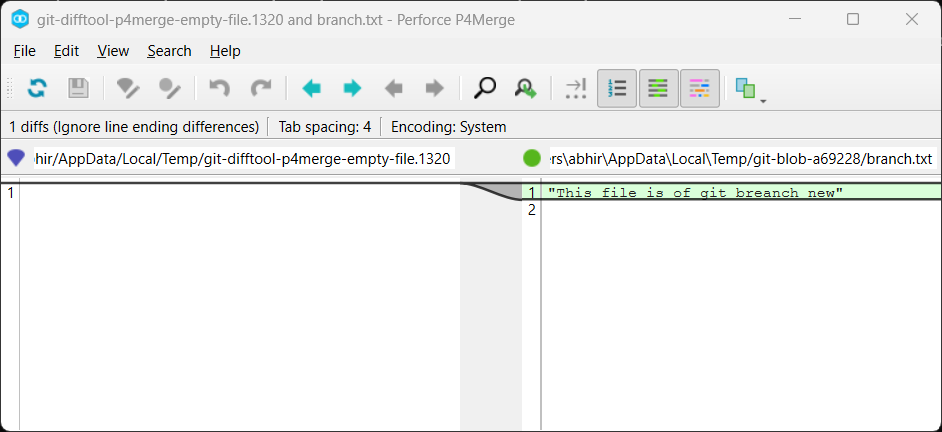 git-difftool-p4merge-empty-file.1320 and branch.txt - Perforce P4Merge
File Edit View Search Help
1 diffs (Ignore line ending differences) Tab spacing: 4 Encoding: System
hir/AppData/Local/Temp/git-difftool-p4merge-empty-file.1320 rs\abhir\AppData\Local\Temp/git-blob-a69228/branch.txt
1 1 "This file is of git breanch new"
2